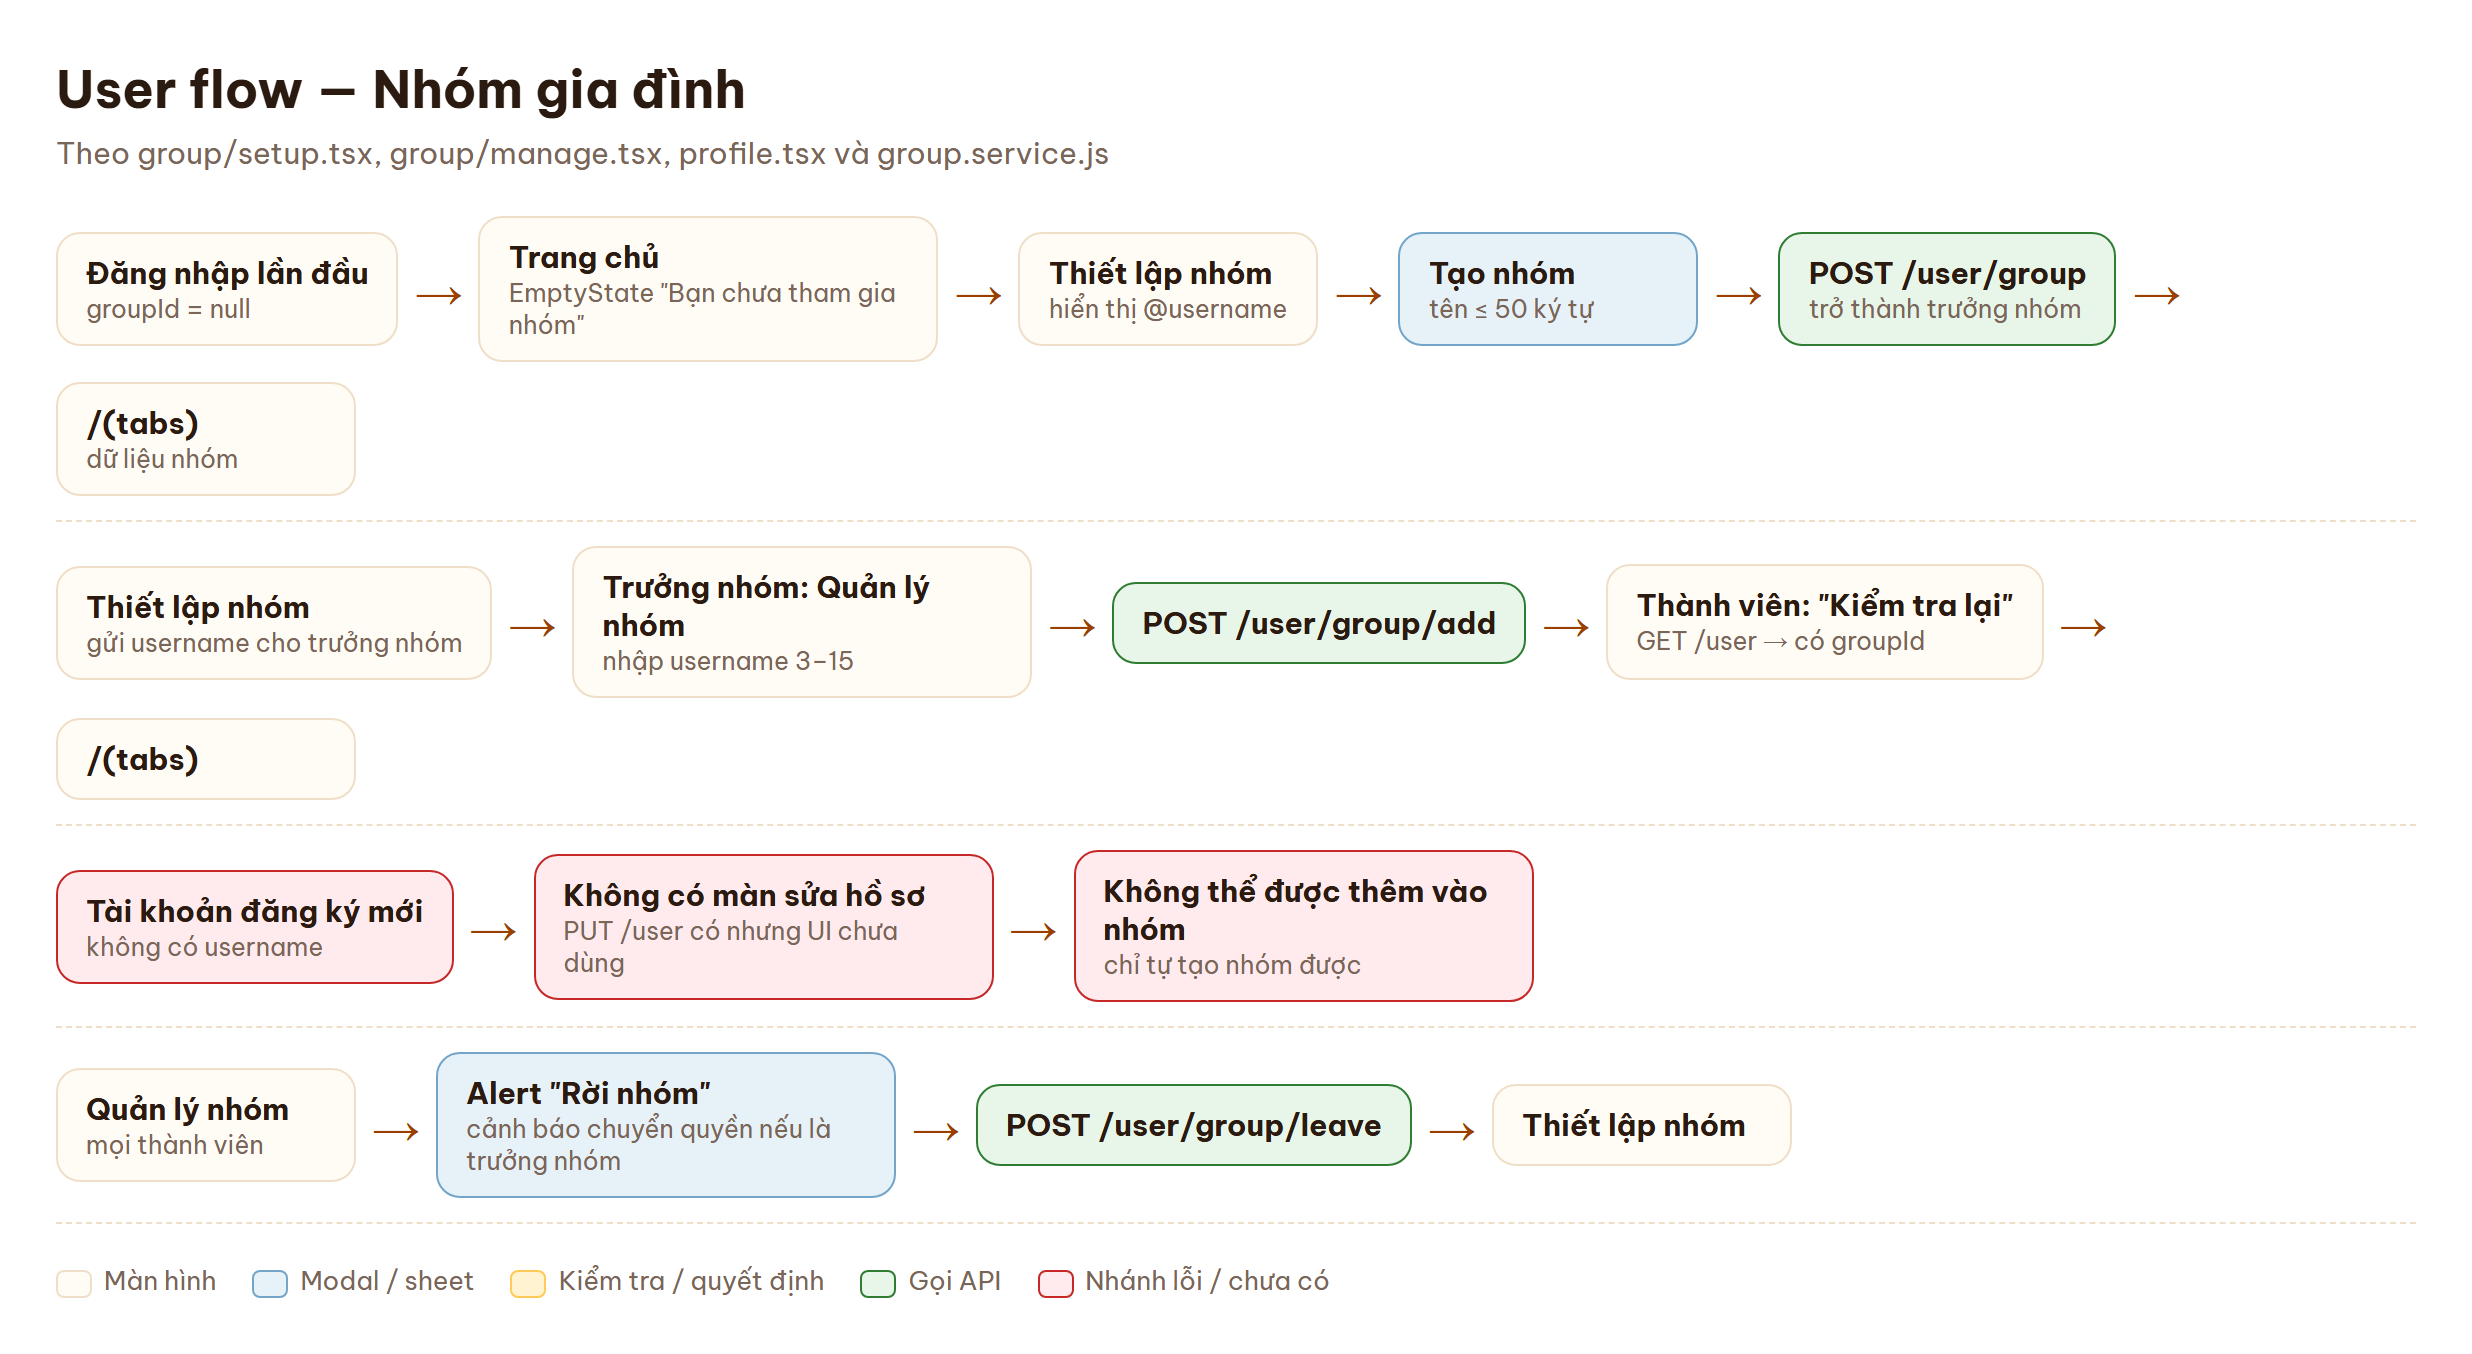 User flow — Nhóm gia đình
Theo group/setup.tsx, group/manage.tsx, profile.tsx và group.service.js
Đăng nhập lần đầu
groupId = null
→
Trang chủ
EmptyState "Bạn chưa tham gia
nhóm"
→
Thiết lập nhóm
hiển thị @username
→
Tạo nhóm
tên ≤ 50 ký tự
→
POST /user/group
trở thành trưởng nhóm
→
/(tabs)
dữ liệu nhóm
Thiết lập nhóm
gửi username cho trưởng nhóm
→
Trưởng nhóm: Quản lý
nhóm
nhập username 3–15
→
POST /user/group/add
→
Thành viên: "Kiểm tra lại"
GET /user → có groupId
→
/(tabs)
Tài khoản đăng ký mới
không có username
→
Không có màn sửa hồ sơ
PUT /user có nhưng UI chưa
dùng
→
Không thể được thêm vào
nhóm
chỉ tự tạo nhóm được
Quản lý nhóm
mọi thành viên
→
Alert "Rời nhóm"
cảnh báo chuyển quyền nếu là
trưởng nhóm
→
POST /user/group/leave
→
Thiết lập nhóm
Màn hình
Modal / sheet
Kiểm tra / quyết định
Gọi API
Nhánh lỗi / chưa có